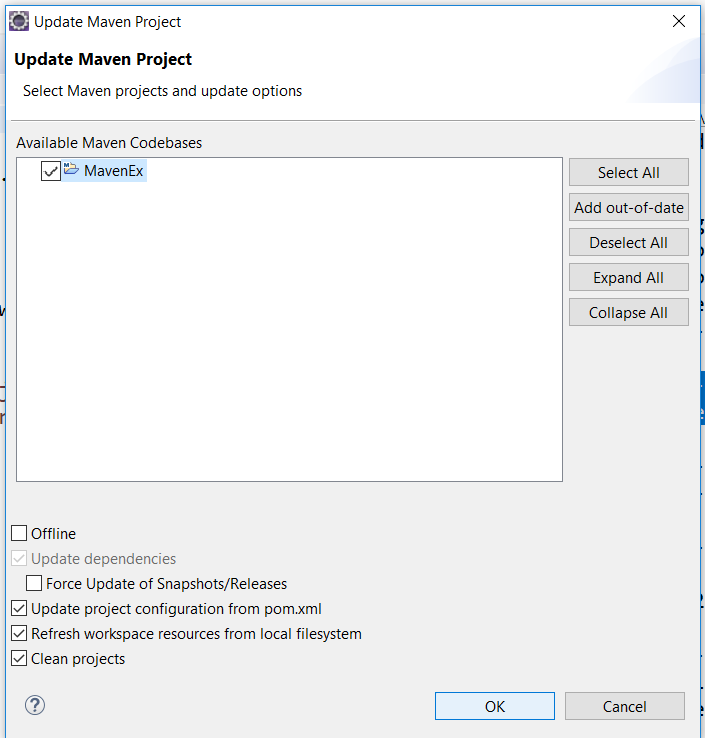 Update Maven Project
Update Maven Project
Select Maven projects and update options
Available Maven Codebases
MavenEx
Select All
Add out-of-date
Deselect All
Expand All
Collapse All
Offline
Update dependencies
Force Update of Snapshots/Releases
Update project configuration from pom.xml
Refresh workspace resources from local filesystem
Clean projects
?
OK Cancel